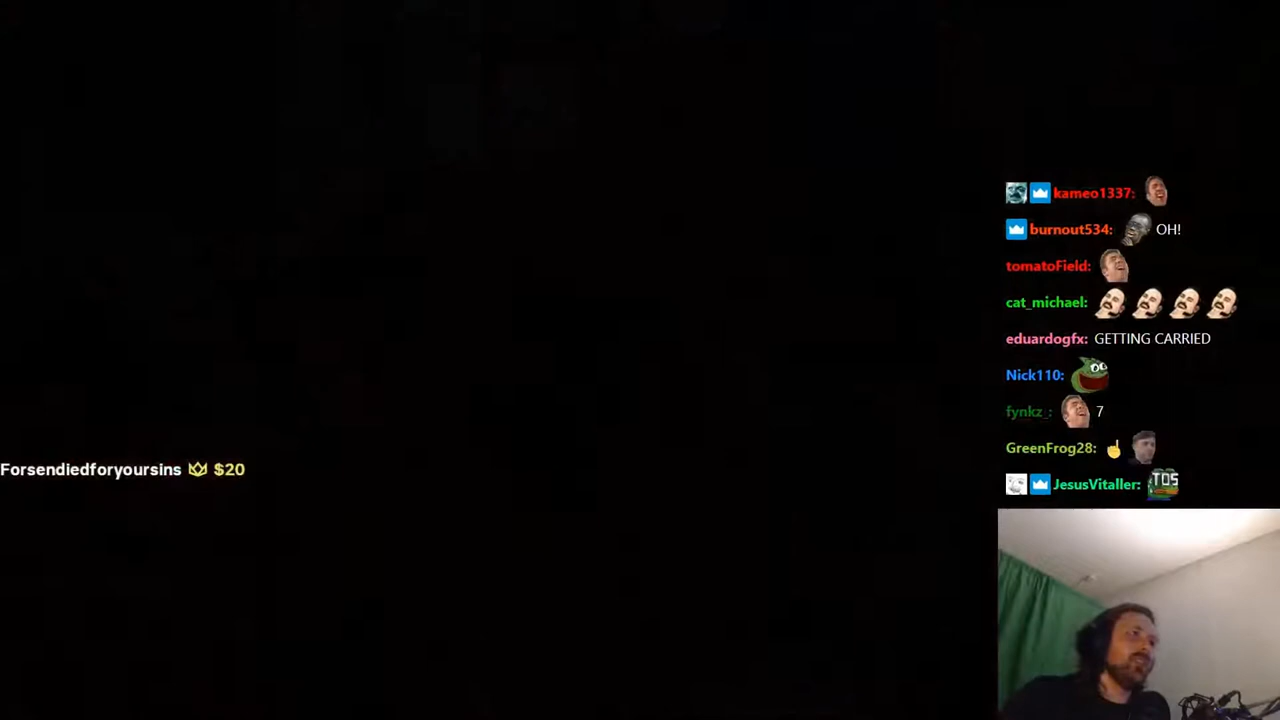 kameo1337:
burnout534: OH!
tomatoField:
cat_michael:
eduardogfx: GETTING CARRIED
Nick110:
fynkz_: 7
GreenFrog28:
JesusVitaller: TOS
Forsendiedforyoursins $20